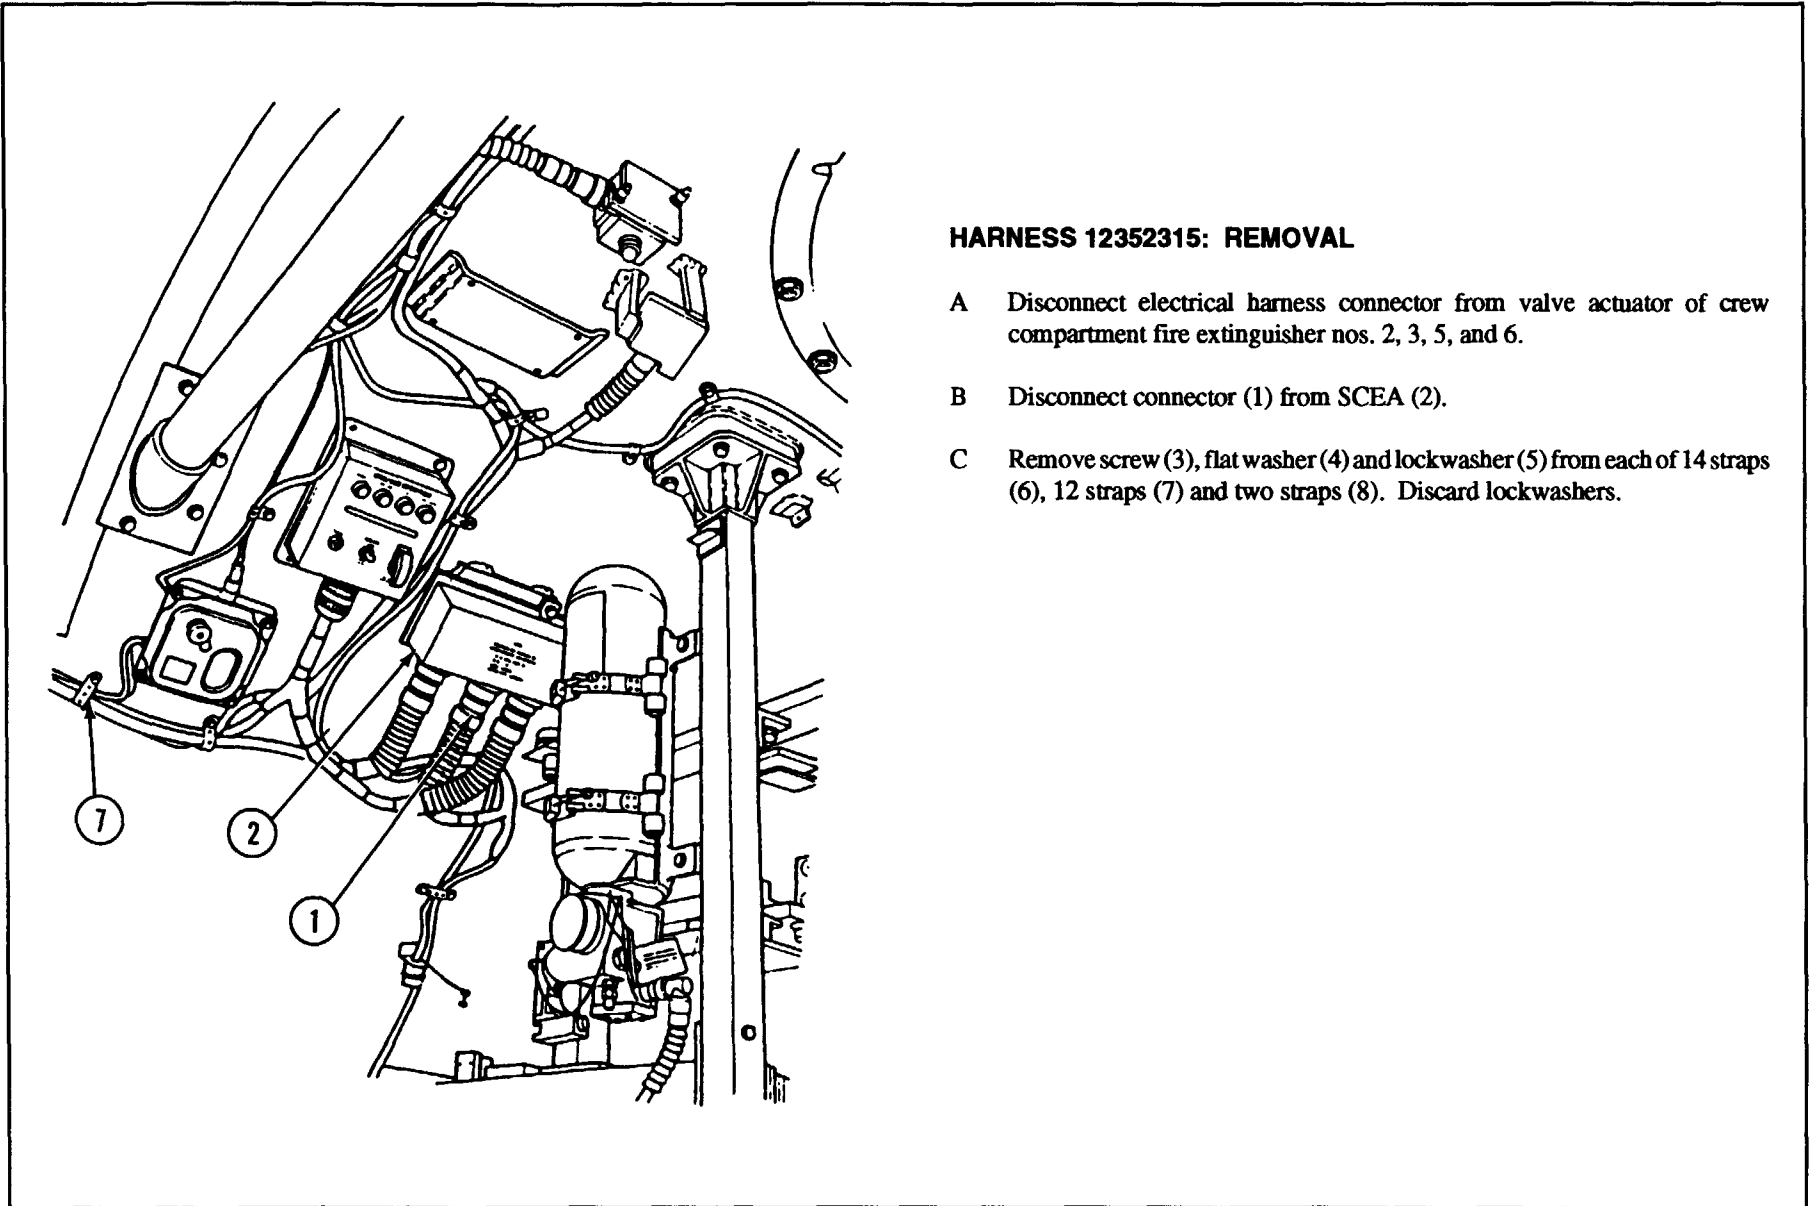 HARNESS 12352315: REMOVAL
A Disconnect electrical harness connector from valve actuator of crew
compartment fire extinguisher nos. 2, 3, 5, and 6.
B Disconnect connector (1) from SCEA (2).
C Remove screw (3), flat washer (4) and lockwasher (5) from each of 14 straps
(6), 12 straps (7) and two straps (8). Discard lockwashers.
7
2
1